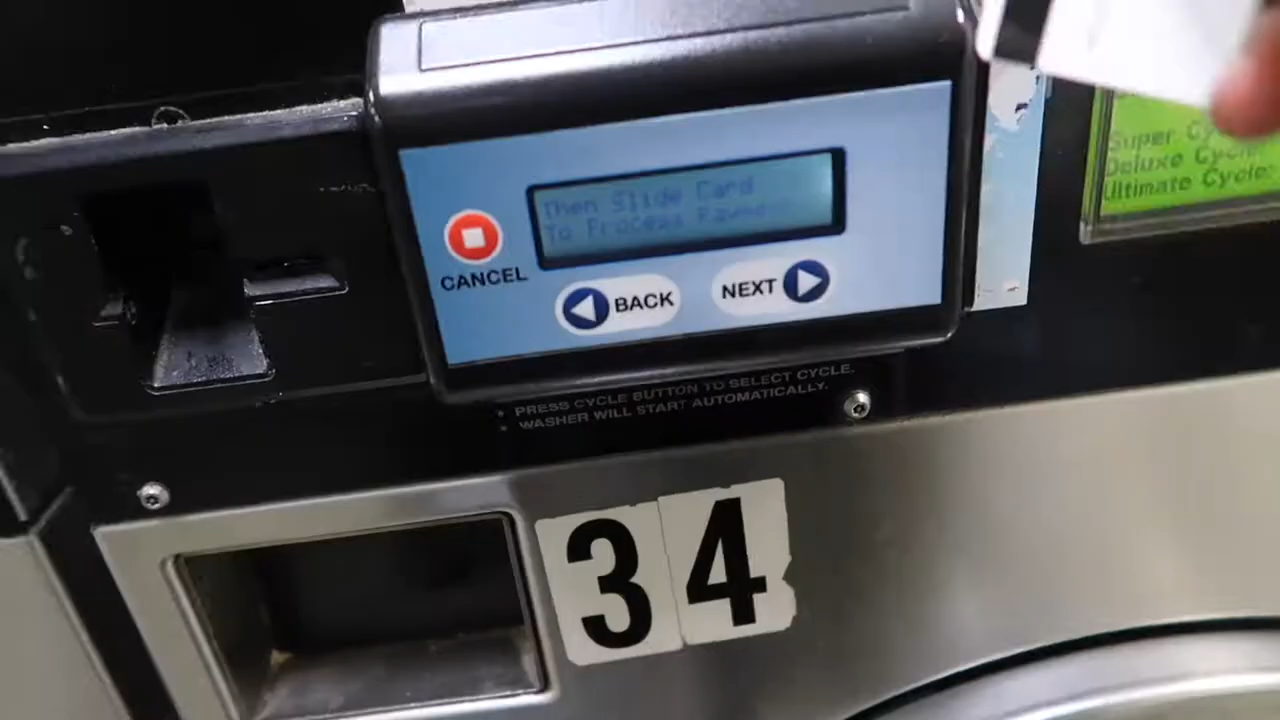 Then Slide Card
To Process Payment
CANCEL
BACK
NEXT
Super
Deluxe Cycle
Ultimate Cycle:
PRESS CYCLE BUTTON TO SELECT CYCLE.
WASHER WILL START AUTOMATICALLY.
34